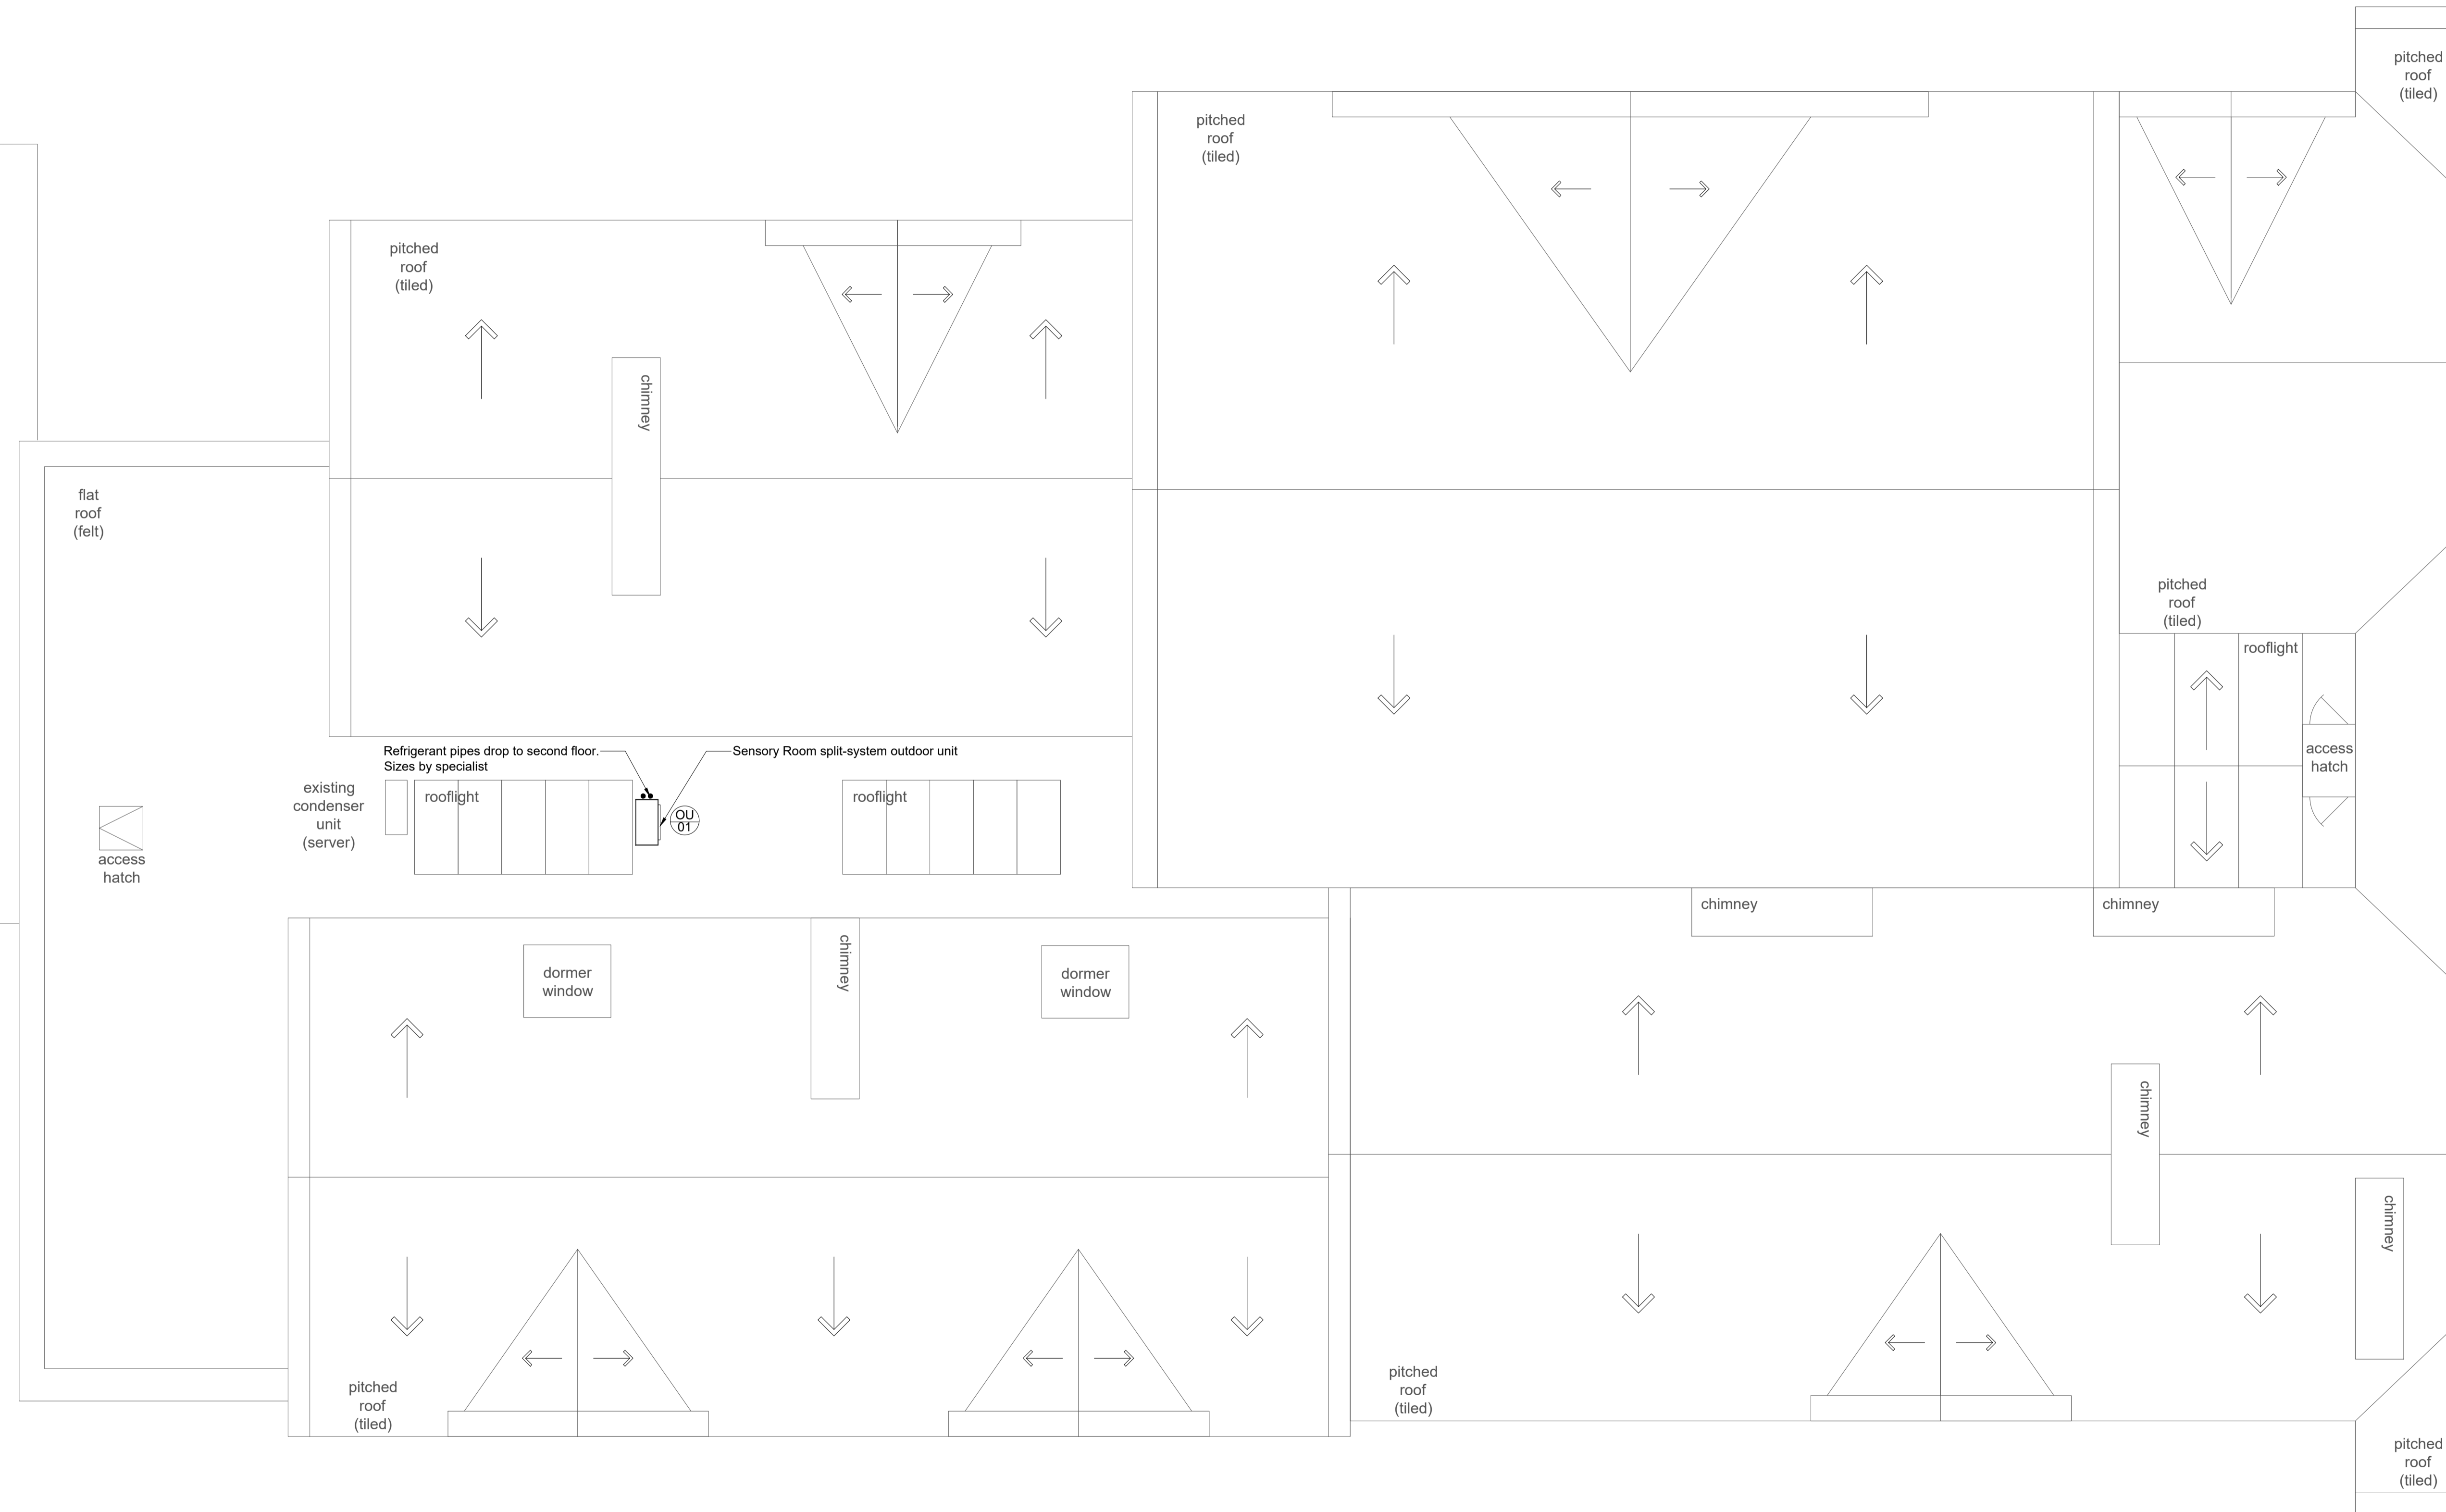 pitched
roof
(tiled)
pitched
roof
(tiled)
pitched
roof
(tiled)
chimney
flat
roof
(felt)
pitched
roof
(tiled)
rooflight
access
hatch
Refrigerant pipes drop to second floor.
Sizes by specialist
Sensory Room split-system outdoor unit
existing
condenser
unit
(server)
rooflight
OU
01
rooflight
access
hatch
chimney
chimney
dormer
window
chimney
dormer
window
chimney
chimney
pitched
roof
(tiled)
pitched
roof
(tiled)
pitched
roof
(tiled)